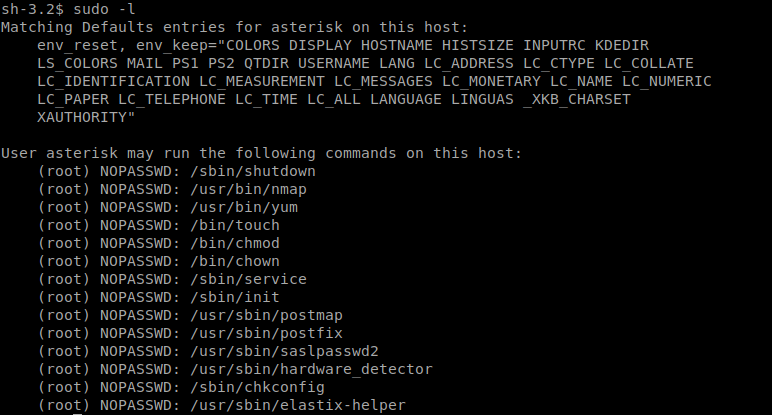 sh-3.2$ sudo -l
Matching Defaults entries for asterisk on this host:
    env_reset, env_keep="COLORS DISPLAY HOSTNAME HISTSIZE INPUTRC KDEDIR
    LS_COLORS MAIL PS1 PS2 QTDIR USERNAME LANG LC_ADDRESS LC_CTYPE LC_COLLATE
    LC_IDENTIFICATION LC_MEASUREMENT LC_MESSAGES LC_MONETARY LC_NAME LC_NUMERIC
    LC_PAPER LC_TELEPHONE LC_TIME LC_ALL LANGUAGE LINGUAS _XKB_CHARSET
    XAUTHORITY"

User asterisk may run the following commands on this host:
    (root) NOPASSWD: /sbin/shutdown
    (root) NOPASSWD: /usr/bin/nmap
    (root) NOPASSWD: /usr/bin/yum
    (root) NOPASSWD: /bin/touch
    (root) NOPASSWD: /bin/chmod
    (root) NOPASSWD: /bin/chown
    (root) NOPASSWD: /sbin/service
    (root) NOPASSWD: /sbin/init
    (root) NOPASSWD: /usr/sbin/postmap
    (root) NOPASSWD: /usr/sbin/postfix
    (root) NOPASSWD: /usr/sbin/saslpasswd2
    (root) NOPASSWD: /usr/sbin/hardware_detector
    (root) NOPASSWD: /sbin/chkconfig
    (root) NOPASSWD: /usr/sbin/elastix-helper